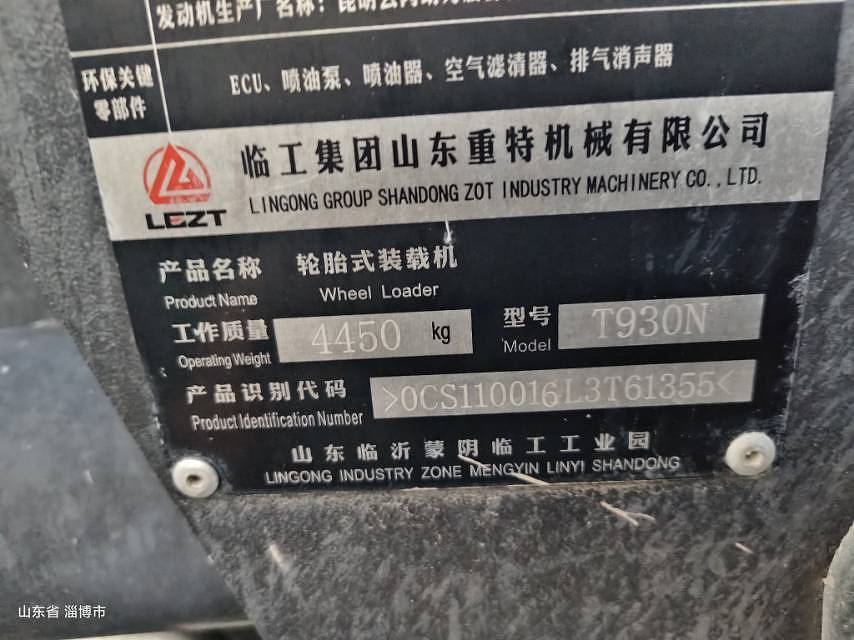 发动机生产厂名称：昆明云内动力
环保关键
零部件
ECU、喷油泵、喷油器、空气滤清器、排气消声器
临工集团山东重特机械有限公司
LINGONG GROUP SHANDONG ZOT INDUSTRY MACHINERY CO., LTD.
LEZT
产品名称 轮胎式装载机
Product Name Wheel Loader
工作质量 4450 kg 型号 T930N
Operating Weight Model
产品识别代码 >0CS110016L3T61355<
Product Identification Number
山东临沂蒙阴临工工业园
LINGONG INDUSTRY ZONE MENGYIN LINYI SHANDONG
山东省 淄博市